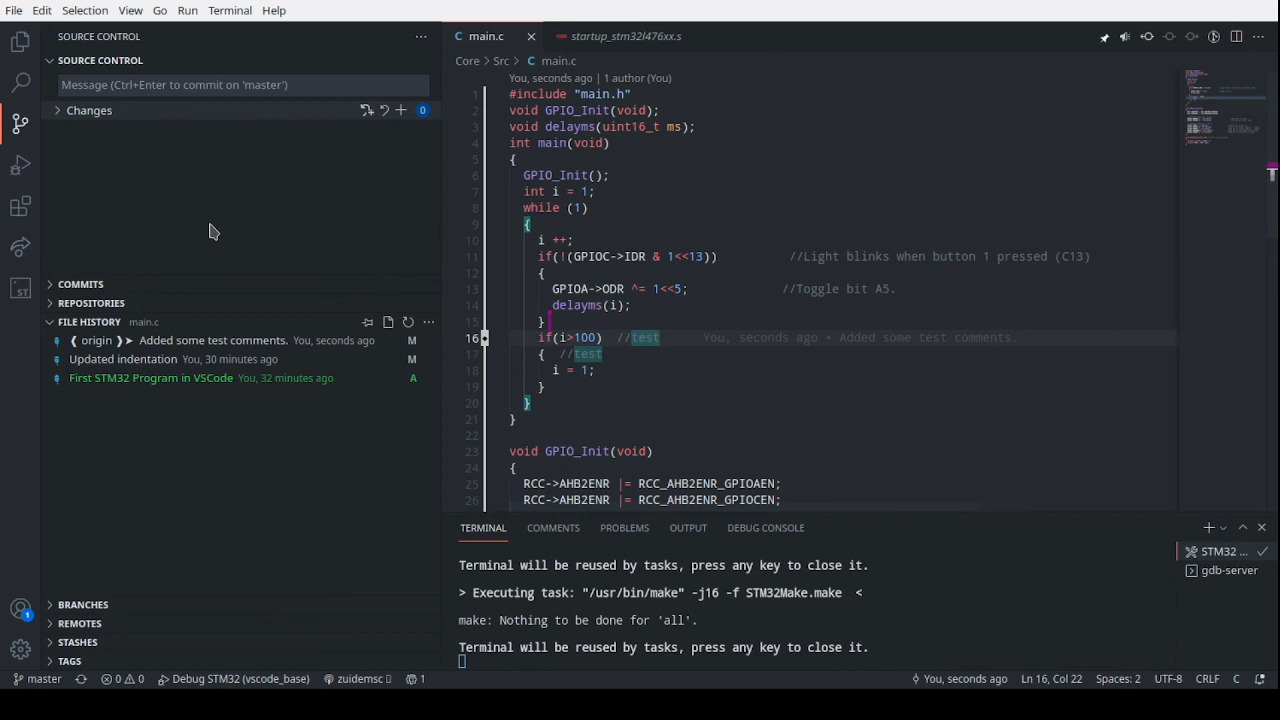 File Edit Selection View Go Run Terminal Help
SOURCE CONTROL
SOURCE CONTROL
Message (Ctrl+Enter to commit on 'master')
Changes 0
COMMITS
REPOSITORIES
FILE HISTORY main.c
❪ origin ❫➤ Added some test comments. You, seconds ago M
Updated indentation You, 30 minutes ago M
First STM32 Program in VSCode You, 32 minutes ago A
BRANCHES
REMOTES
STASHES
TAGS
1
main.c startup_stm32l476xx.s
Core > Src > main.c
You, seconds ago | 1 author (You)
1 #include "main.h"
2 void GPIO_Init(void);
3 void delayms(uint16_t ms);
4 int main(void)
5 {
6 GPIO_Init();
7 int i = 1;
8 while (1)
9 {
10 i ++;
11 if(!(GPIOC->IDR & 1<<13)) //Light blinks when button 1 pressed (C13)
12 {
13 GPIOA->ODR ^= 1<<5; //Toggle bit A5.
14 delayms(i);
15 }
16 if(i>100) //test You, seconds ago • Added some test comments.
17 { //test
18 i = 1;
19 }
20 }
21 }
22
23 void GPIO_Init(void)
24 {
25 RCC->AHB2ENR |= RCC_AHB2ENR_GPIOAEN;
26 RCC->AHB2ENR |= RCC_AHB2ENR_GPIOCEN;
TERMINAL COMMENTS PROBLEMS OUTPUT DEBUG CONSOLE
Terminal will be reused by tasks, press any key to close it.
> Executing task: "/usr/bin/make" -j16 -f STM32Make.make <
make: Nothing to be done for 'all'.
Terminal will be reused by tasks, press any key to close it.
STM32 ...
gdb-server
master 0 0 Debug STM32 (vscode_base) zuidemsc 1 You, seconds ago Ln 16, Col 22 Spaces: 2 UTF-8 CRLF C